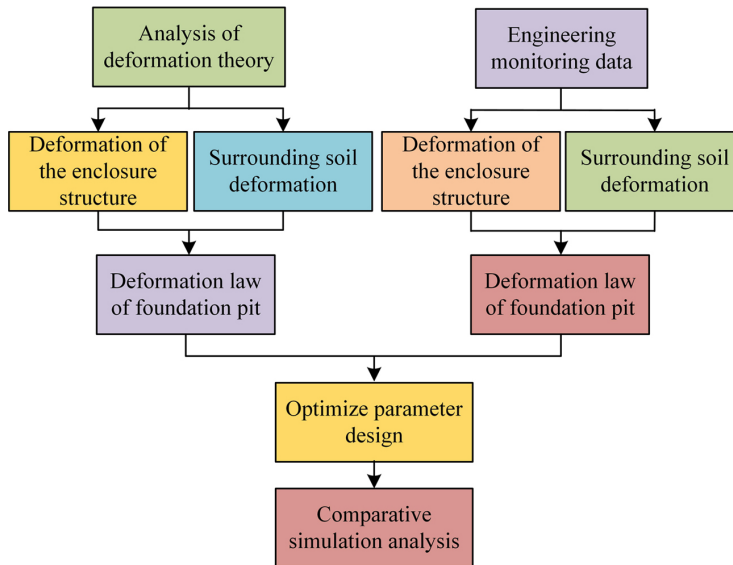 Analysis of
deformation theory
Engineering
monitoring data
Deformation of
the enclosure
structure
Surrounding soil
deformation
Deformation of
the enclosure
structure
Surrounding soil
deformation
Deformation law
of foundation pit
Deformation law
of foundation pit
Optimize parameter
design
Comparative
simulation analysis